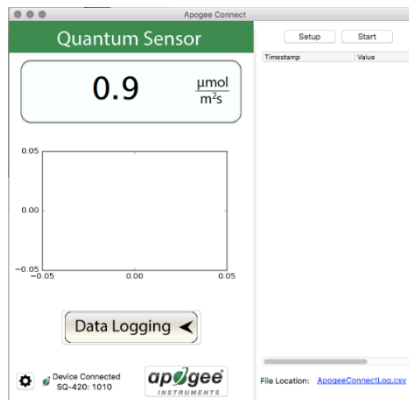 Apogee Connect
Quantum Sensor
0.9 µmol
m²s
0.05
0.00
−0.05
−0.05 0.00 0.05
Data Logging
Device Connected
SQ-420: 1010
apogee
INSTRUMENTS
Setup Start
Timestamp Value
File Location: ApogeeConnectLog.csv